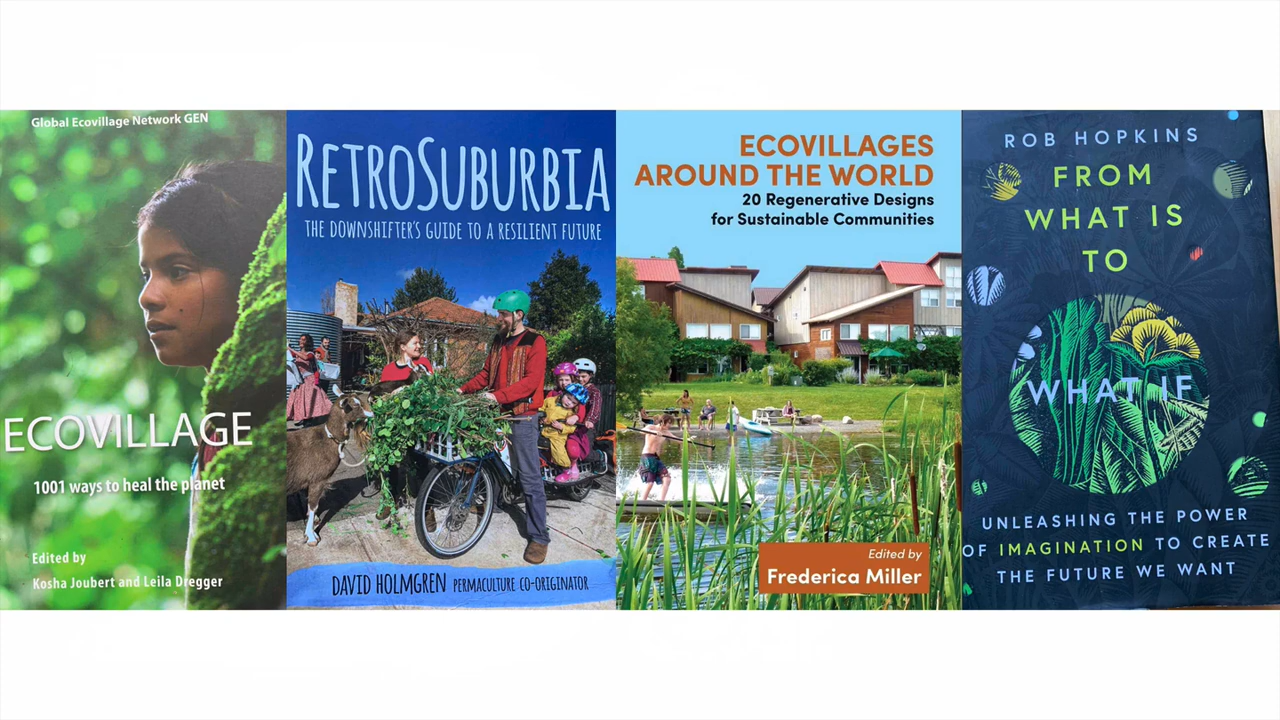 Global Ecovillage Network GEN
ECOVILLAGE
1001 ways to heal the planet
Edited by
Kosha Joubert and Leila Dregger
RETROSUBURBIA
THE DOWNSHIFTER'S GUIDE TO A RESILIENT FUTURE
DAVID HOLMGREN PERMACULTURE CO-ORIGINATOR
ECOVILLAGES
AROUND THE WORLD
20 Regenerative Designs
for Sustainable Communities
Edited by
Frederica Miller
ROB HOPKINS
FROM
WHAT IS
TO
WHAT IF
UNLEASHING THE POWER
OF IMAGINATION TO CREATE
THE FUTURE WE WANT